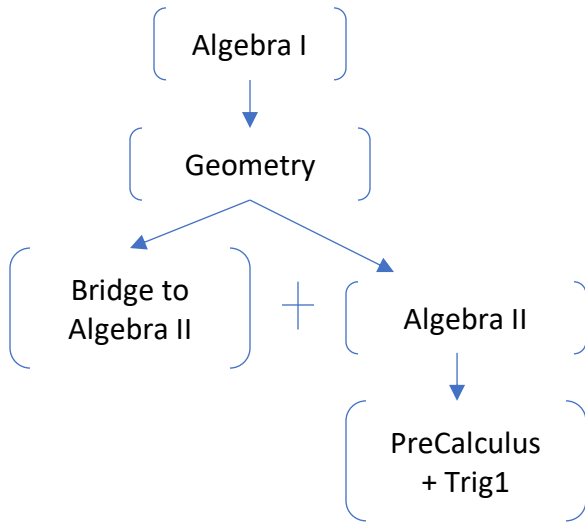 Algebra I
Geometry
Bridge to
Algebra II
+
Algebra II
PreCalculus
+ Trig1